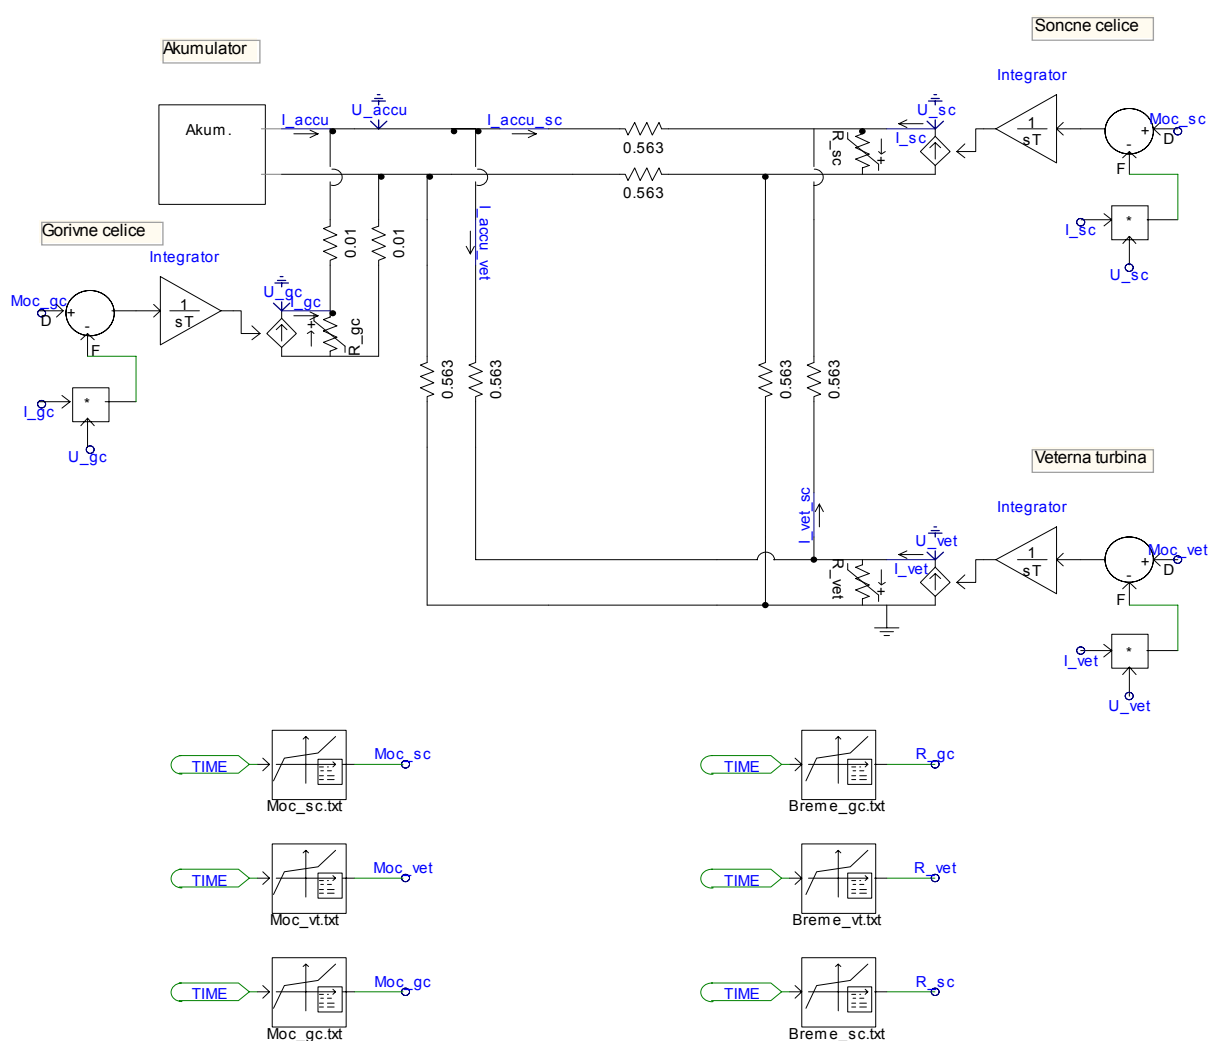 Soncne celice
Akumulator
Integrator
I_accu
U_accu
I_accu_sc
U_sc
Moc_sc
Akum.
0.563
R_sc
+
I_sc
1
sT
+
-
D
F
0.563
I_accu_vet
*
I_sc
U_sc
Gorivne celice
Integrator
0.01
0.01
Moc_gc
D
+
-
F
1
sT
U_gc
I_gc
+
R_gc
*
I_gc
U_gc
0.563
0.563
0.563
0.563
Veterna turbina
Integrator
I_vet_sc
U_vet
I_vet
R_vet
+
1
sT
Moc_vet
+
-
D
F
*
I_vet
U_vet
TIME
Moc_sc
Moc_sc.txt
TIME
R_gc
Breme_gc.txt
TIME
Moc_vet
Moc_vt.txt
TIME
R_vet
Breme_vt.txt
TIME
Moc_gc
Moc_gc.txt
TIME
R_sc
Breme_sc.txt